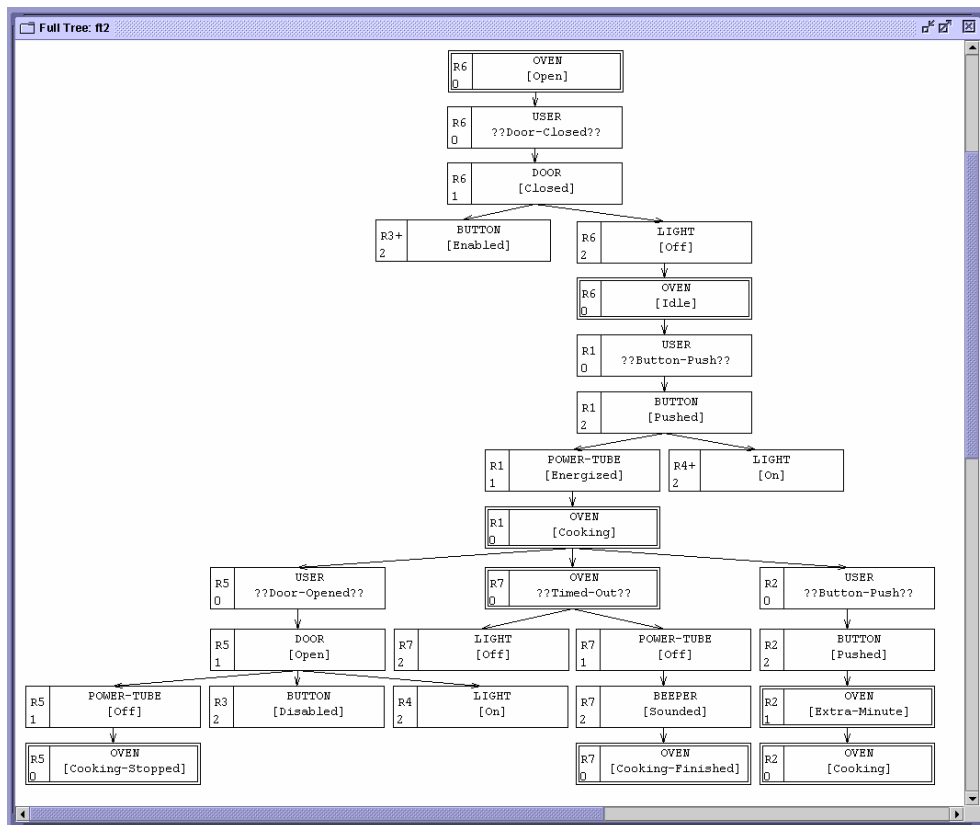 Full Tree: ft2
R6 OVEN
0 [Open]
R6 USER
0 ??Door-Closed??
R6 DOOR
1 [Closed]
R3+ BUTTON
2 [Enabled]
R6 LIGHT
2 [Off]
R6 OVEN
0 [Idle]
R1 USER
0 ??Button-Push??
R1 BUTTON
2 [Pushed]
R1 POWER-TUBE
1 [Energized]
R4+ LIGHT
2 [On]
R1 OVEN
0 [Cooking]
R5 USER
0 ??Door-Opened??
R7 OVEN
0 ??Timed-Out??
R2 USER
0 ??Button-Push??
R5 DOOR
1 [Open]
R7 LIGHT
2 [Off]
R7 POWER-TUBE
1 [Off]
R2 BUTTON
2 [Pushed]
R5 POWER-TUBE
1 [Off]
R3 BUTTON
2 [Disabled]
R4 LIGHT
2 [On]
R7 BEEPER
2 [Sounded]
R2 OVEN
1 [Extra-Minute]
R5 OVEN
0 [Cooking-Stopped]
R7 OVEN
0 [Cooking-Finished]
R2 OVEN
0 [Cooking]